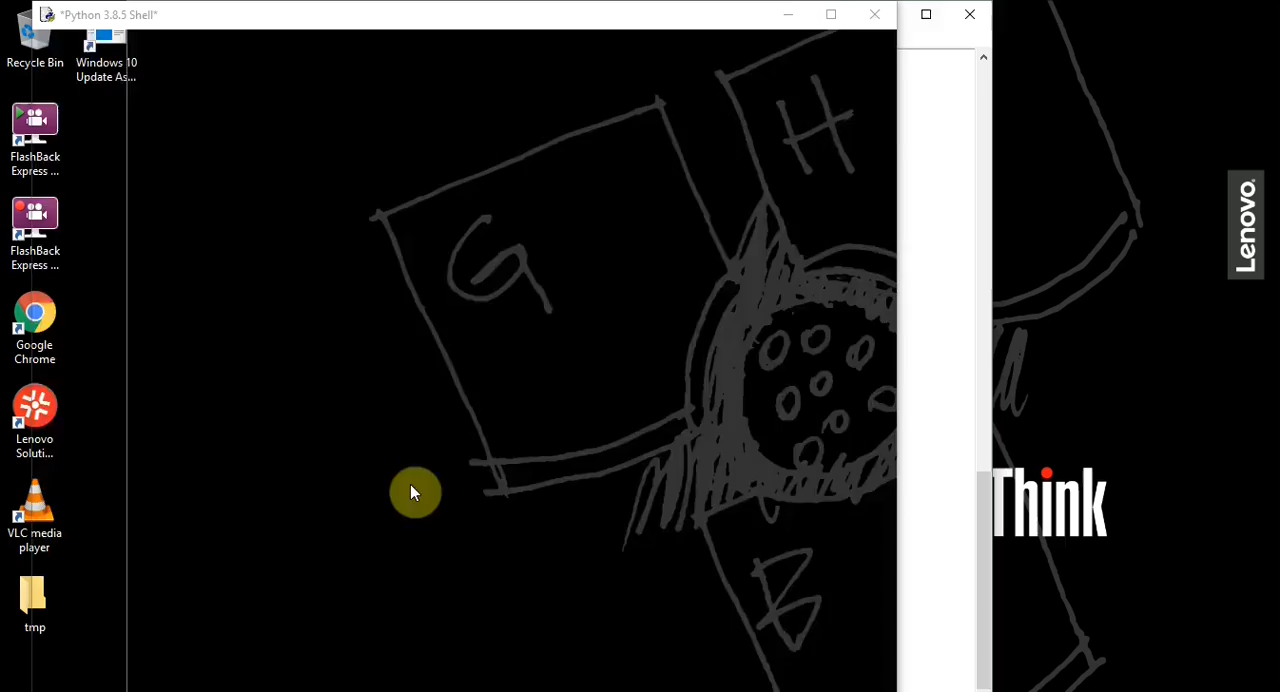 *Python 3.8.5 Shell*
Recycle Bin
Windows 10
Update As...
FlashBack
Express ...
FlashBack
Express ...
Google
Chrome
Lenovo
Soluti...
VLC media
player
tmp
H
G
B
Lenovo
Think